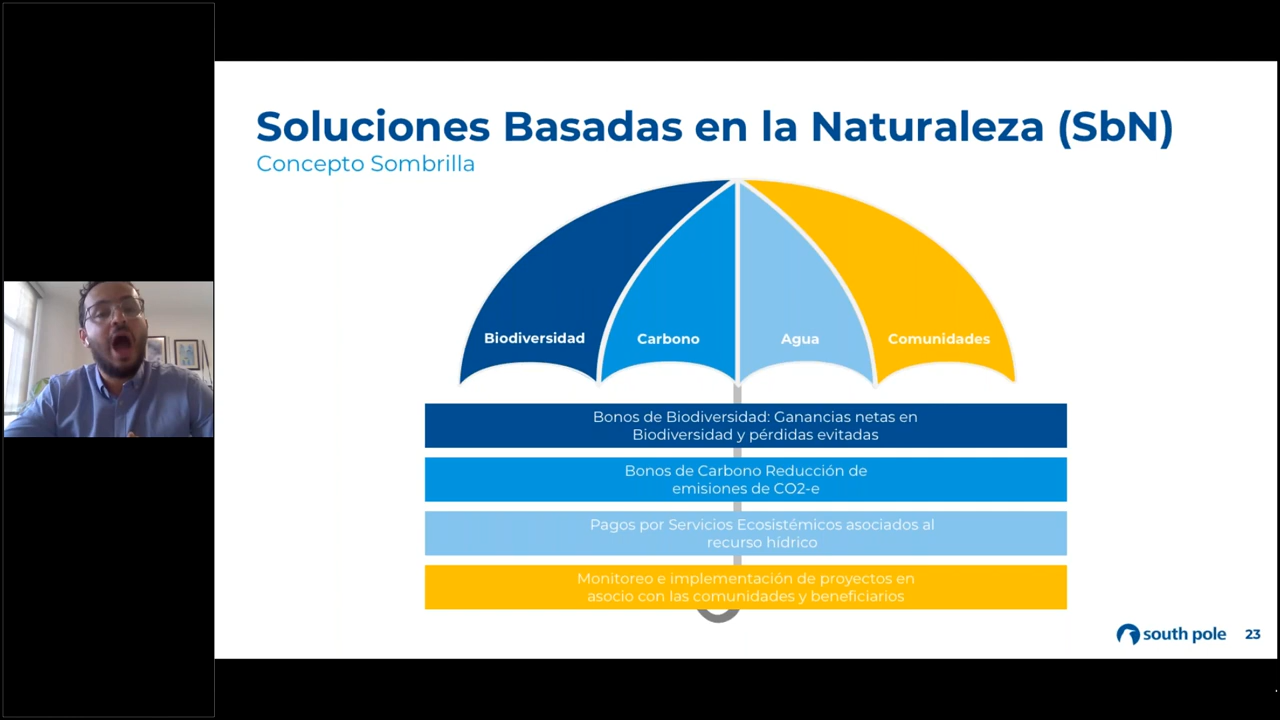 Soluciones Basadas en la Naturaleza (SbN)
Concepto Sombrilla
Biodiversidad
Carbono
Agua
Comunidades
Bonos de Biodiversidad: Ganancias netas en
Biodiversidad y pérdidas evitadas
Bonos de Carbono Reducción de
emisiones de CO2-e
Pagos por Servicios Ecosistémicos asociados al
recurso hídrico
Monitoreo e implementación de proyectos en
asocio con las comunidades y beneficiarios
south pole
23